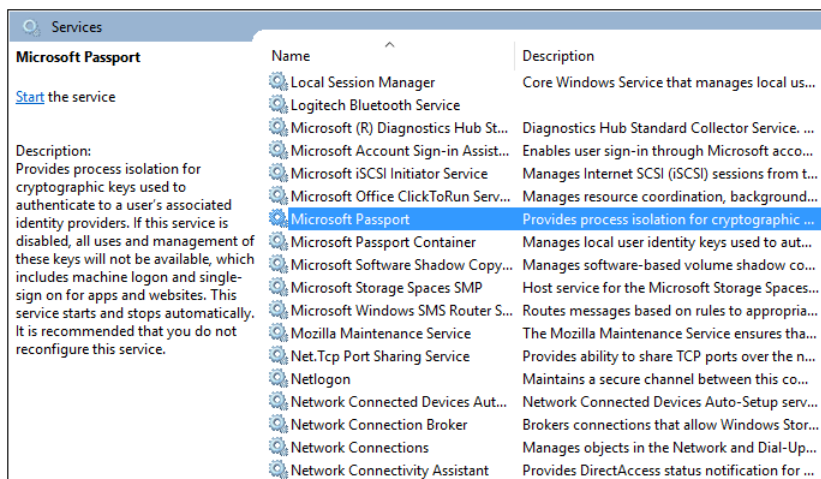 Services
Microsoft Passport
Start the service
Description:
Provides process isolation for
cryptographic keys used to
authenticate to a user's associated
identity providers. If this service is
disabled, all uses and management of
these keys will not be available, which
includes machine logon and single-
sign on for apps and websites. This
service starts and stops automatically.
It is recommended that you do not
reconfigure this service.
Name Description
Local Session Manager Core Windows Service that manages local us...
Logitech Bluetooth Service
Microsoft (R) Diagnostics Hub St... Diagnostics Hub Standard Collector Service. ...
Microsoft Account Sign-in Assist... Enables user sign-in through Microsoft acco...
Microsoft iSCSI Initiator Service Manages Internet SCSI (iSCSI) sessions from t...
Microsoft Office ClickToRun Serv... Manages resource coordination, background...
Microsoft Passport Provides process isolation for cryptographic ...
Microsoft Passport Container Manages local user identity keys used to aut...
Microsoft Software Shadow Copy... Manages software-based volume shadow co...
Microsoft Storage Spaces SMP Host service for the Microsoft Storage Spaces...
Microsoft Windows SMS Router S... Routes messages based on rules to appropria...
Mozilla Maintenance Service The Mozilla Maintenance Service ensures tha...
Net.Tcp Port Sharing Service Provides ability to share TCP ports over the n...
Netlogon Maintains a secure channel between this co...
Network Connected Devices Aut... Network Connected Devices Auto-Setup serv...
Network Connection Broker Brokers connections that allow Windows Stor...
Network Connections Manages objects in the Network and Dial-Up...
Network Connectivity Assistant Provides DirectAccess status notification for ...